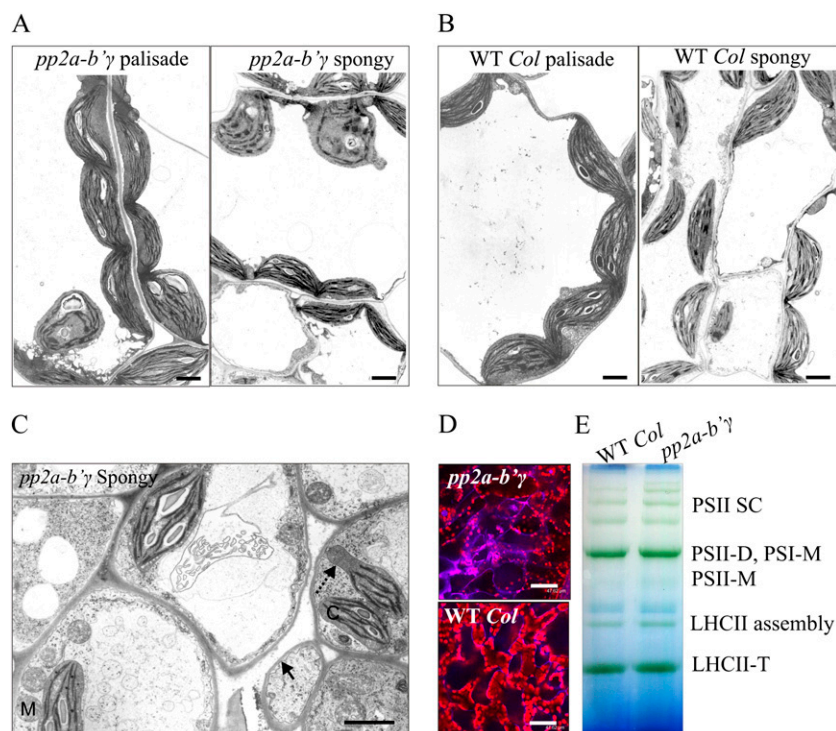 A
B
pp2a-b'γ palisade
pp2a-b'γ spongy
WT Col palisade
WT Col spongy
C
D
E
pp2a-b'γ Spongy
C
M
pp2a-b'γ
WT Col
WT Col
pp2a-b'γ
PSII SC
PSII-D, PSI-M
PSII-M
LHCII assembly
LHCII-T